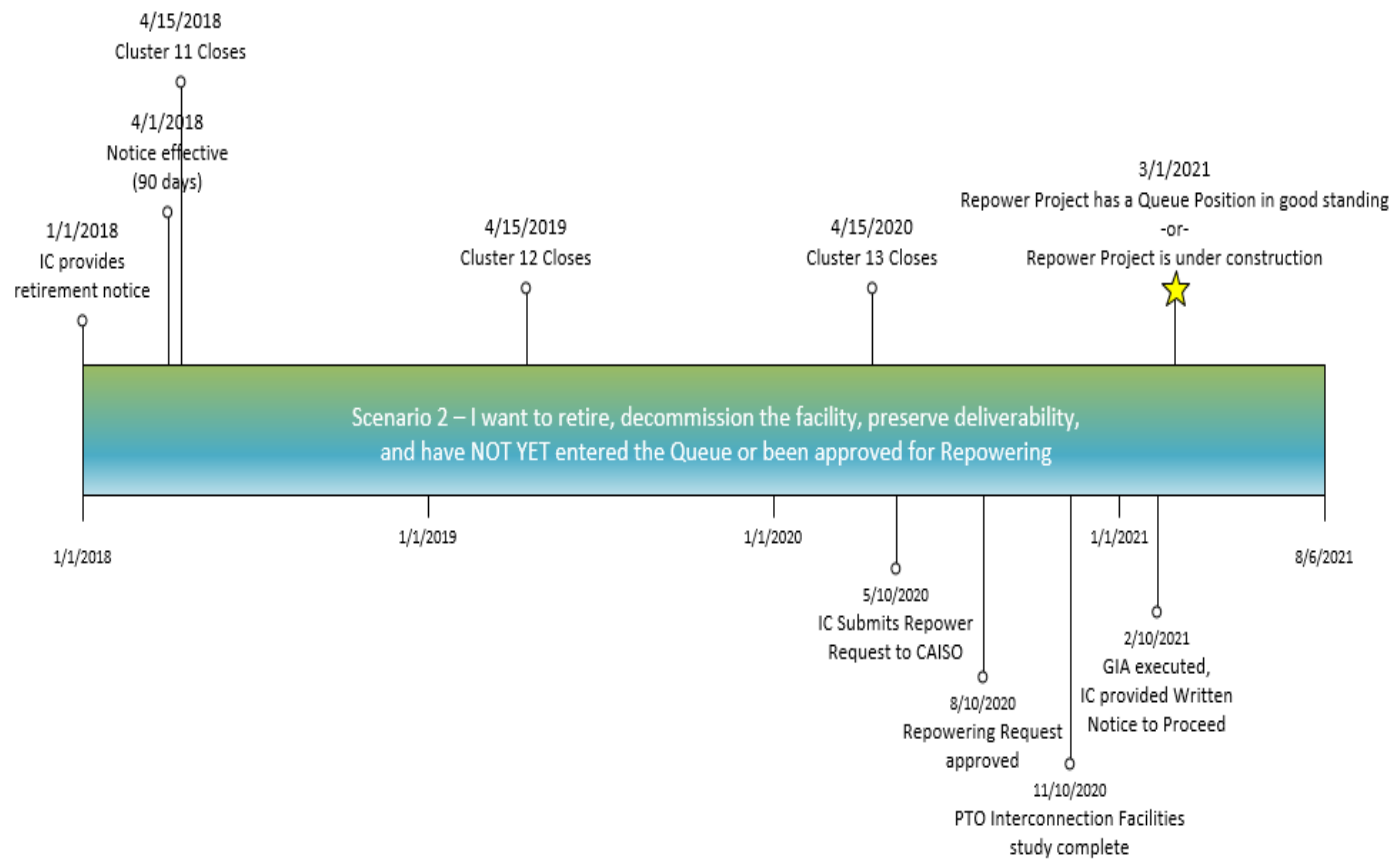 4/15/2018
Cluster 11 Closes
4/1/2018
Notice effective
(90 days)
1/1/2018
IC provides
retirement notice
4/15/2019
Cluster 12 Closes
4/15/2020
Cluster 13 Closes
3/1/2021
Repower Project has a Queue Position in good standing
-or-
Repower Project is under construction
Scenario 2 – I want to retire, decommission the facility, preserve deliverability,
and have NOT YET entered the Queue or been approved for Repowering
1/1/2018
1/1/2019
1/1/2020
1/1/2021
8/6/2021
5/10/2020
IC Submits Repower
Request to CAISO
8/10/2020
Repowering Request
approved
11/10/2020
PTO Interconnection Facilities
study complete
2/10/2021
GIA executed,
IC provided Written
Notice to Proceed